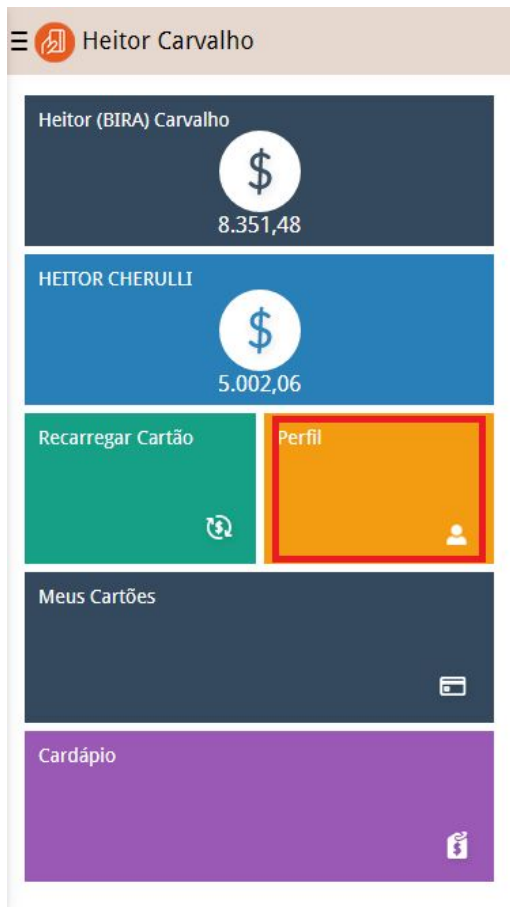 Heitor Carvalho
Heitor (BIRA) Carvalho
$
8.351,48
HEITOR CHERULLI
$
5.002,06
Recarregar Cartão
Perfil
Meus Cartões
Cardápio